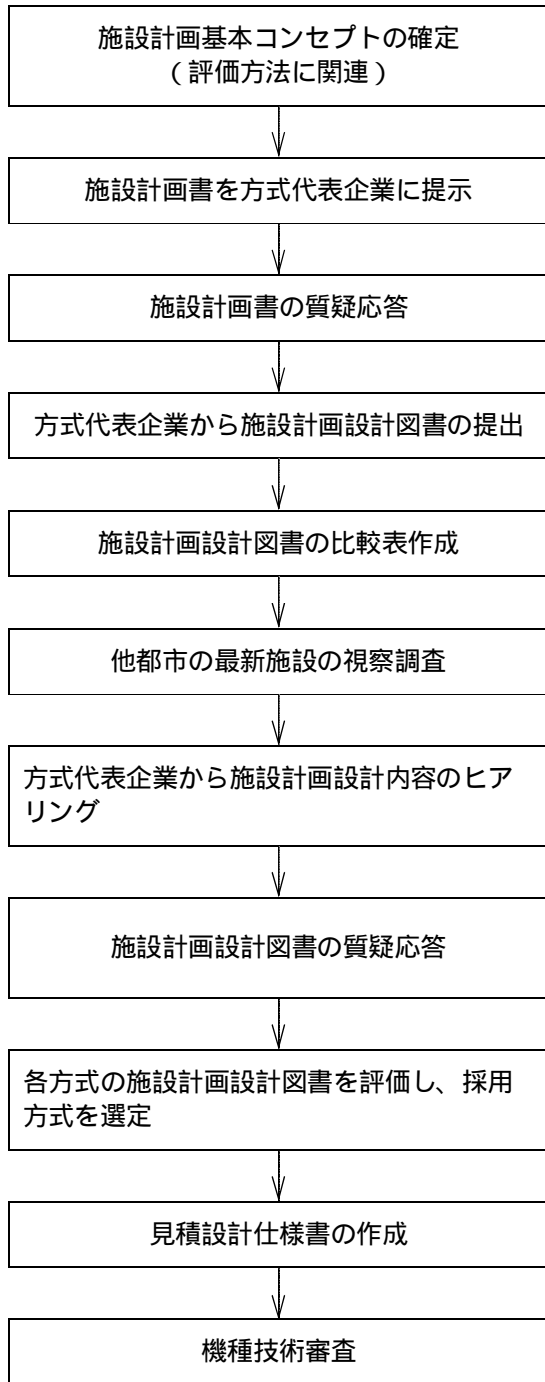 施設計画基本コンセプトの確定
（評価方法に関連）
施設計画書を方式代表企業に提示
施設計画書の質疑応答
方式代表企業から施設計画設計図書の提出
施設計画設計図書の比較表作成
他都市の最新施設の視察調査
方式代表企業から施設計画設計内容のヒア
リング
施設計画設計図書の質疑応答
各方式の施設計画設計図書を評価し、採用
方式を選定
見積設計仕様書の作成
機種技術審査